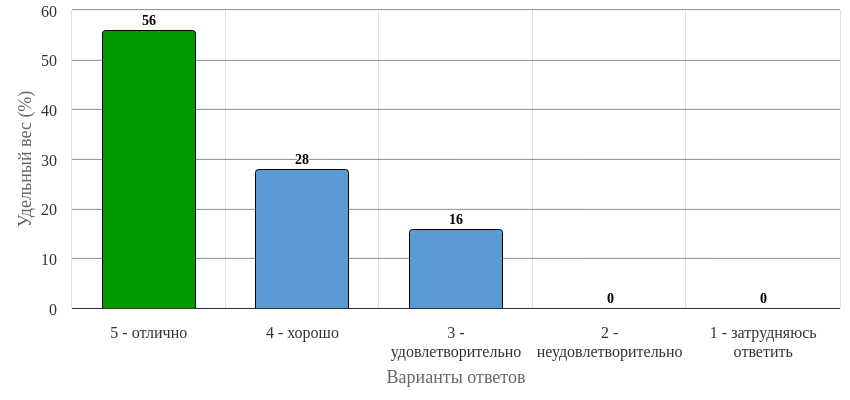 60
56
50
40
30
28
20
16
10
0
0
0
Удельный вес (%)
5 - отлично
4 - хорошо
3 -
удовлетворительно
2 -
неудовлетворительно
1 - затрудняюсь
ответить
Варианты ответов